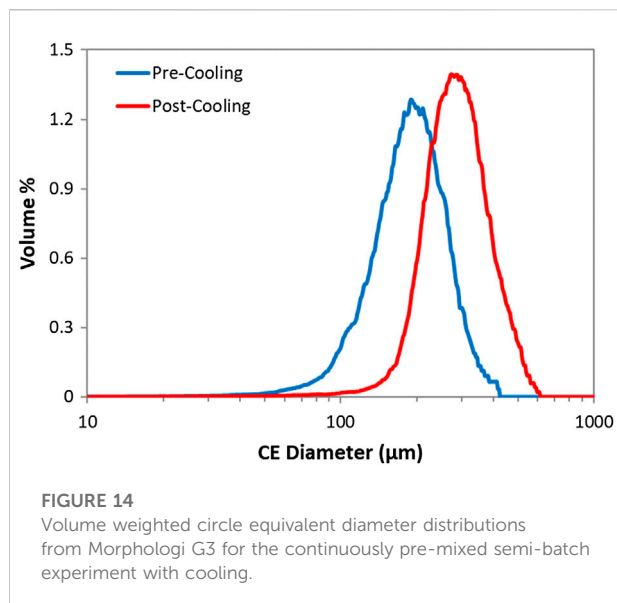 1.5
Pre-Cooling
Post-Cooling
1.2
0.9
Volume %
0.6
0.3
0
10
100
1000
CE Diameter (µm)
FIGURE 14
Volume weighted circle equivalent diameter distributions
from Morphologi G3 for the continuously pre-mixed semi-batch
experiment with cooling.